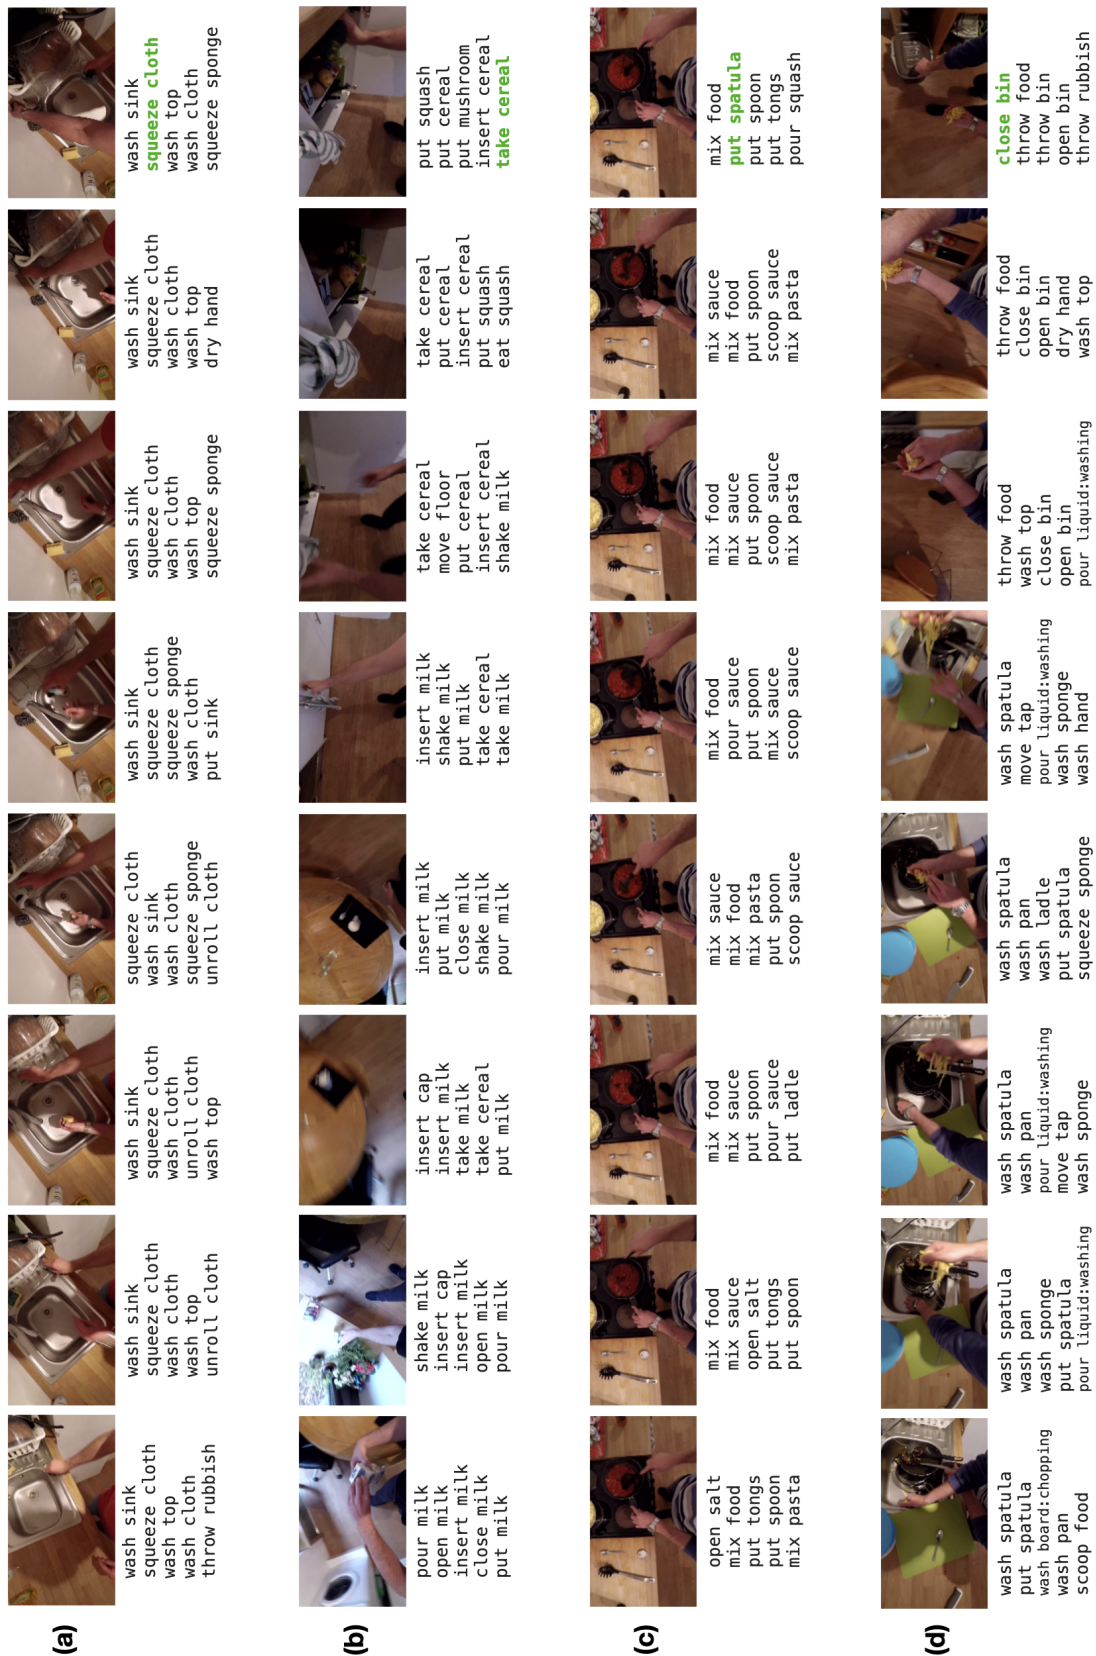 (a)
wash sink
squeeze cloth
wash top
wash cloth
throw rubbish
wash sink
squeeze cloth
wash cloth
wash top
unroll cloth
wash sink
squeeze cloth
wash cloth
unroll cloth
wash top
squeeze cloth
wash sink
wash cloth
squeeze sponge
unroll cloth
wash sink
squeeze cloth
squeeze sponge
wash cloth
put sink
wash sink
squeeze cloth
wash cloth
wash top
squeeze sponge
wash sink
squeeze cloth
wash cloth
wash top
dry hand
wash sink
squeeze cloth
wash top
wash cloth
squeeze sponge
(b)
pour milk
open milk
insert milk
close milk
put milk
shake milk
insert cap
insert milk
open milk
pour milk
insert cap
insert milk
take milk
take cereal
put milk
insert milk
put milk
close milk
shake milk
pour milk
insert milk
shake milk
put milk
take cereal
take milk
take cereal
move floor
put cereal
insert cereal
shake milk
take cereal
put cereal
insert cereal
put squash
eat squash
put squash
put cereal
put mushroom
insert cereal
take cereal
(c)
open salt
mix food
put tongs
put spoon
mix pasta
mix food
mix sauce
open salt
put tongs
put spoon
mix food
mix sauce
put spoon
pour sauce
put ladle
mix sauce
mix food
mix pasta
put spoon
scoop sauce
mix food
pour sauce
put spoon
mix sauce
scoop sauce
mix food
mix sauce
put spoon
scoop sauce
mix pasta
mix sauce
mix food
put spoon
scoop sauce
mix pasta
mix food
put spatula
put spoon
put tongs
pour squash
(d)
wash spatula
put spatula
wash board:chopping
wash pan
scoop food
wash spatula
wash pan
wash sponge
put spatula
pour liquid:washing
wash spatula
wash pan
pour liquid:washing
move tap
wash sponge
wash spatula
wash pan
wash ladle
put spatula
squeeze sponge
wash spatula
move tap
pour liquid:washing
wash sponge
wash hand
throw food
wash top
close bin
open bin
pour liquid:washing
throw food
close bin
open bin
dry hand
wash top
close bin
throw food
throw bin
open bin
throw rubbish